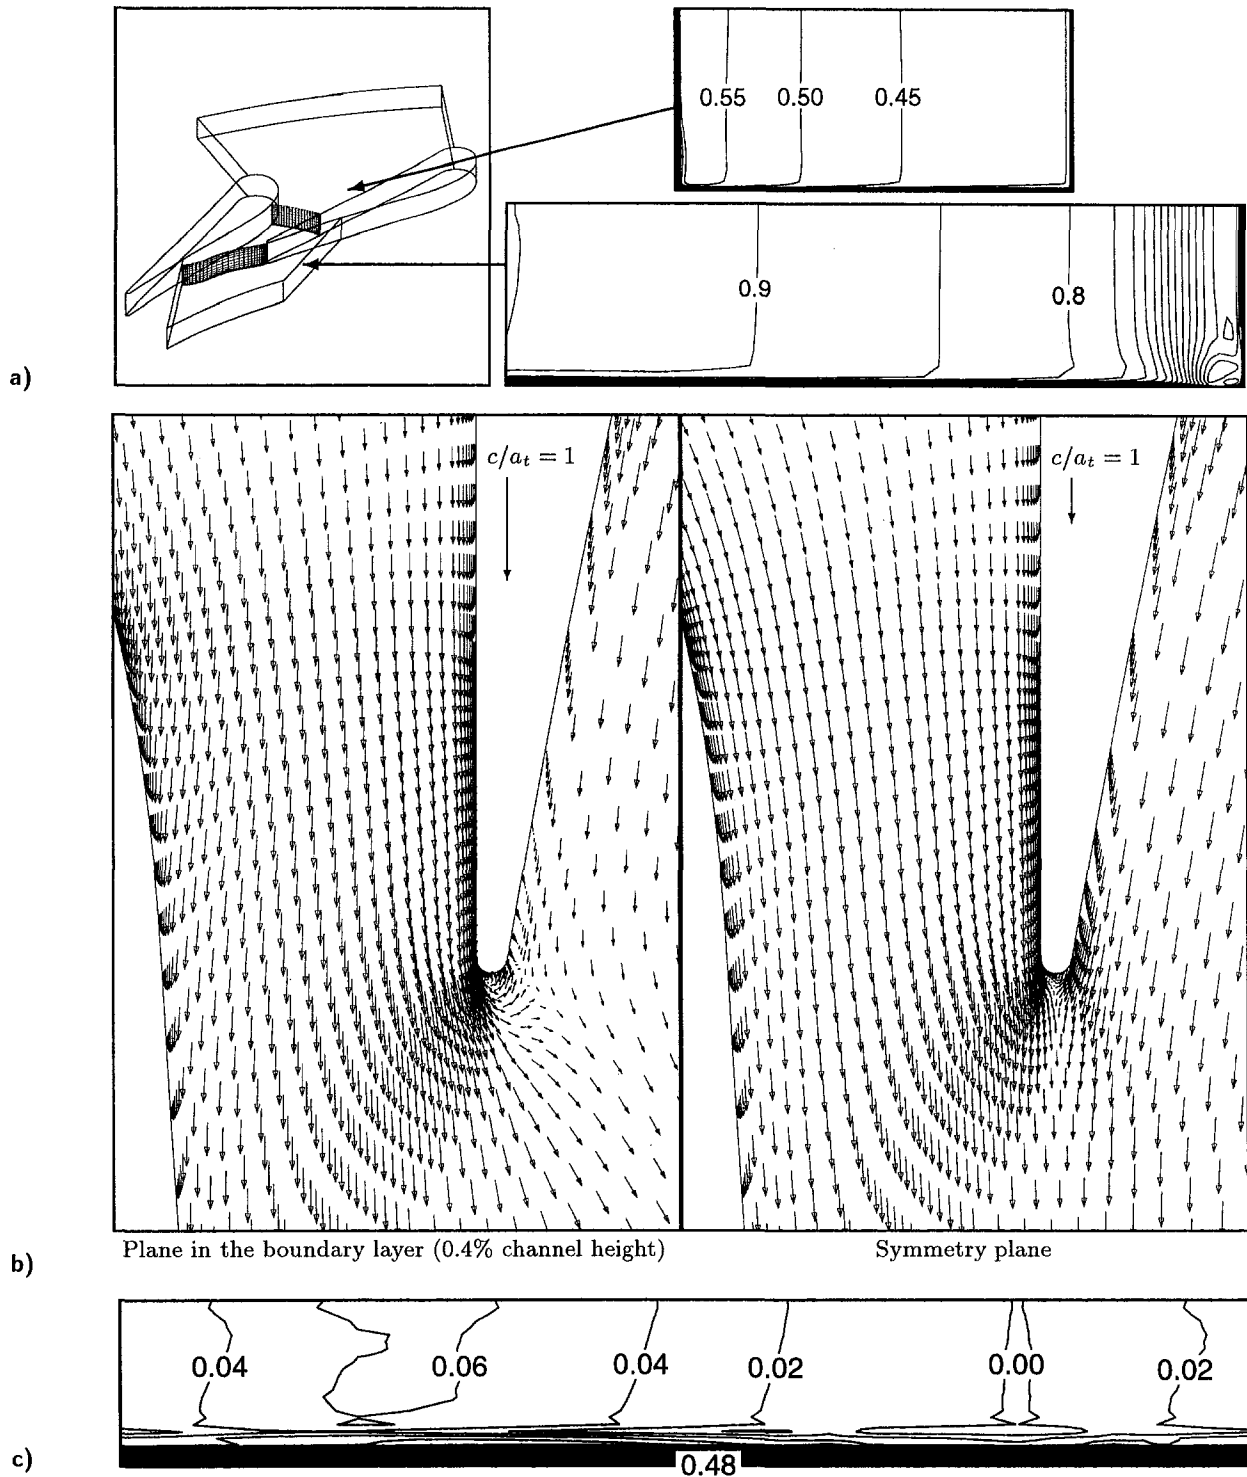 0.55 0.50 0.45
0.9 0.8
a)
c/a_t = 1 c/a_t = 1
Plane in the boundary layer (0.4% channel height) Symmetry plane
b)
0.04 0.06 0.04 0.02 0.00 0.02
c)
0.48